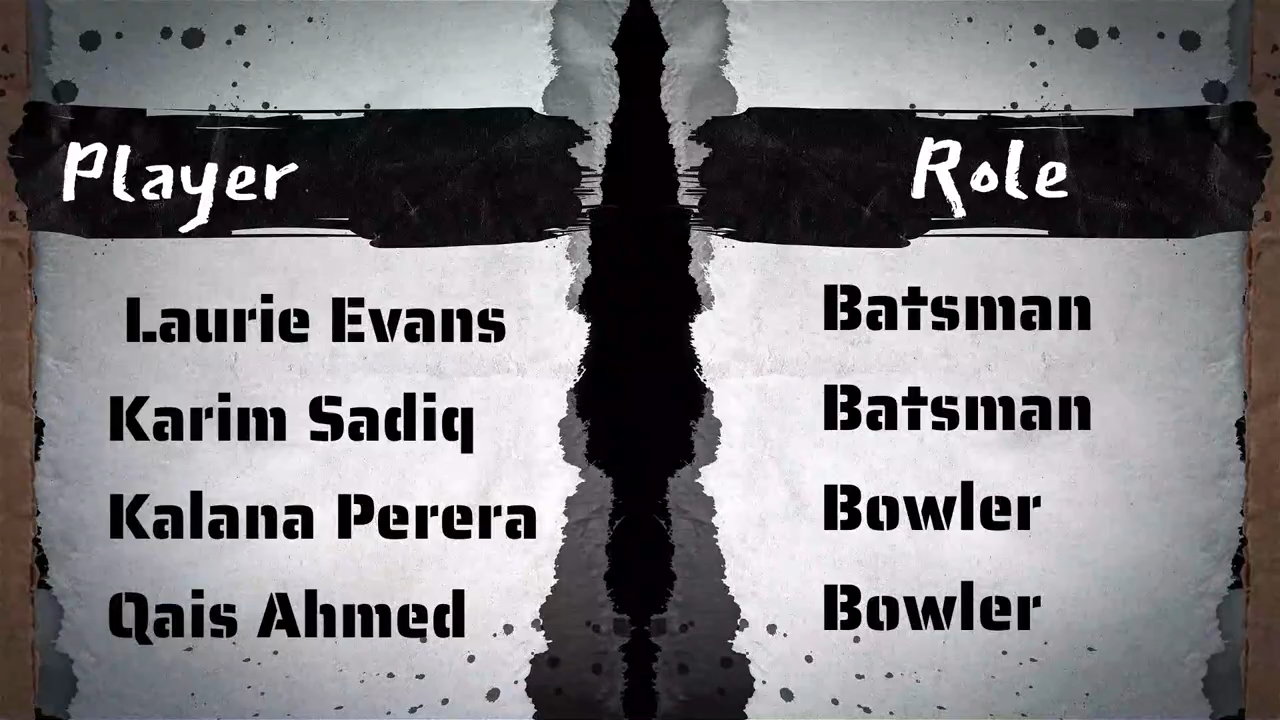 Player Role
Laurie Evans Batsman
Karim Sadiq Batsman
Kalana Perera Bowler
Qais Ahmed Bowler